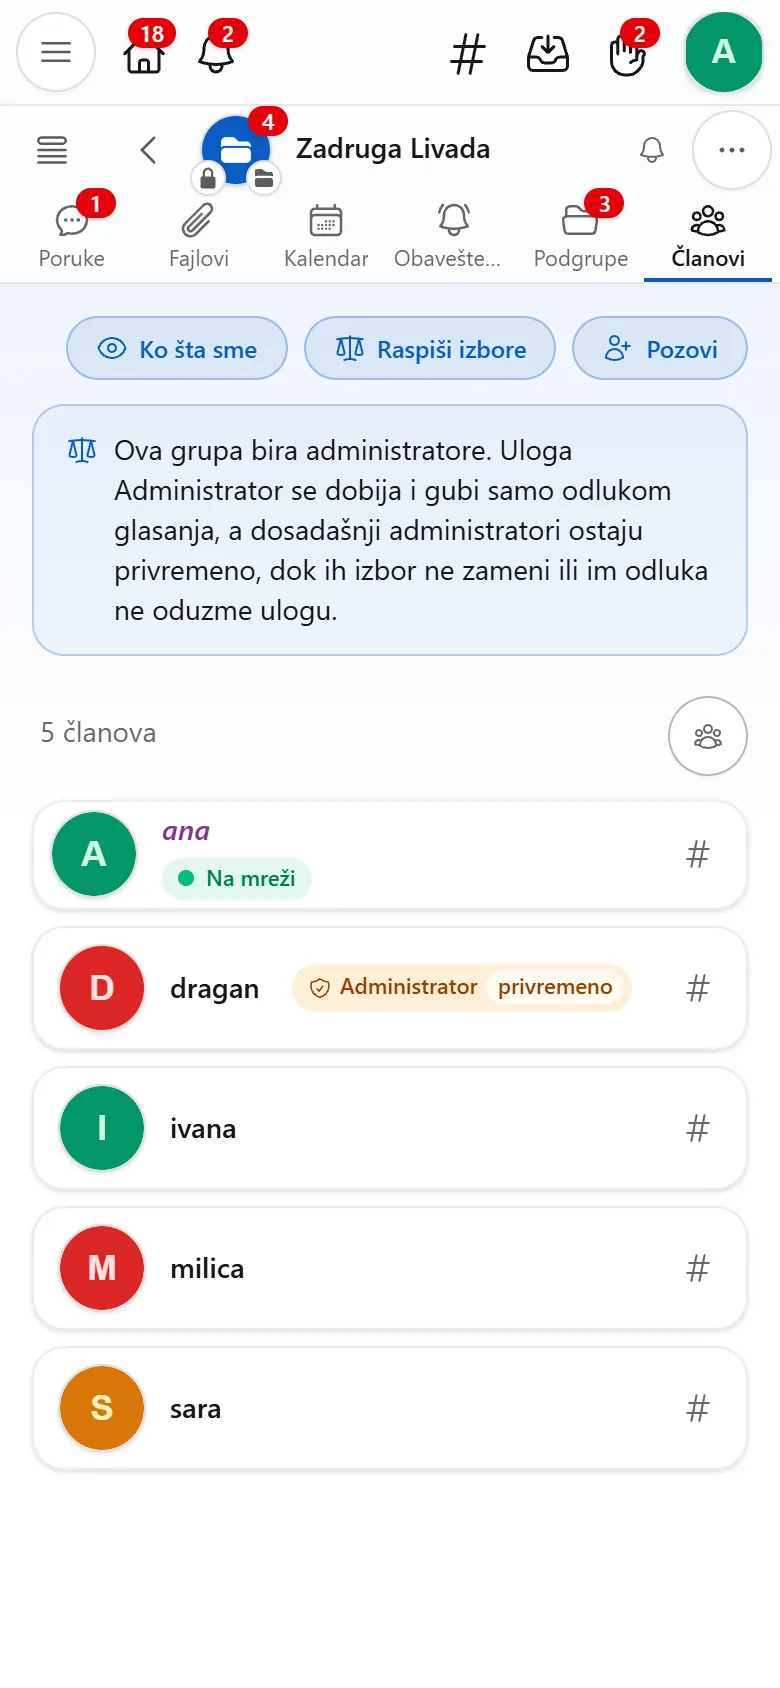 18
2
#
2
A
4
Zadruga Livada
1
3
Poruke
Fajlovi
Kalendar
Obavešte...
Podgrupe
Članovi
Ko šta sme
Raspiši izbore
Pozovi
Ova grupa bira administratore. Uloga
Administrator se dobija i gubi samo odlukom
glasanja, a dosadašnji administratori ostaju
privremeno, dok ih izbor ne zameni ili im odluka
ne oduzme ulogu.
5 članova
A
ana
Na mreži
#
D
dragan
Administrator
privremeno
#
I
ivana
#
M
milica
#
S
sara
#